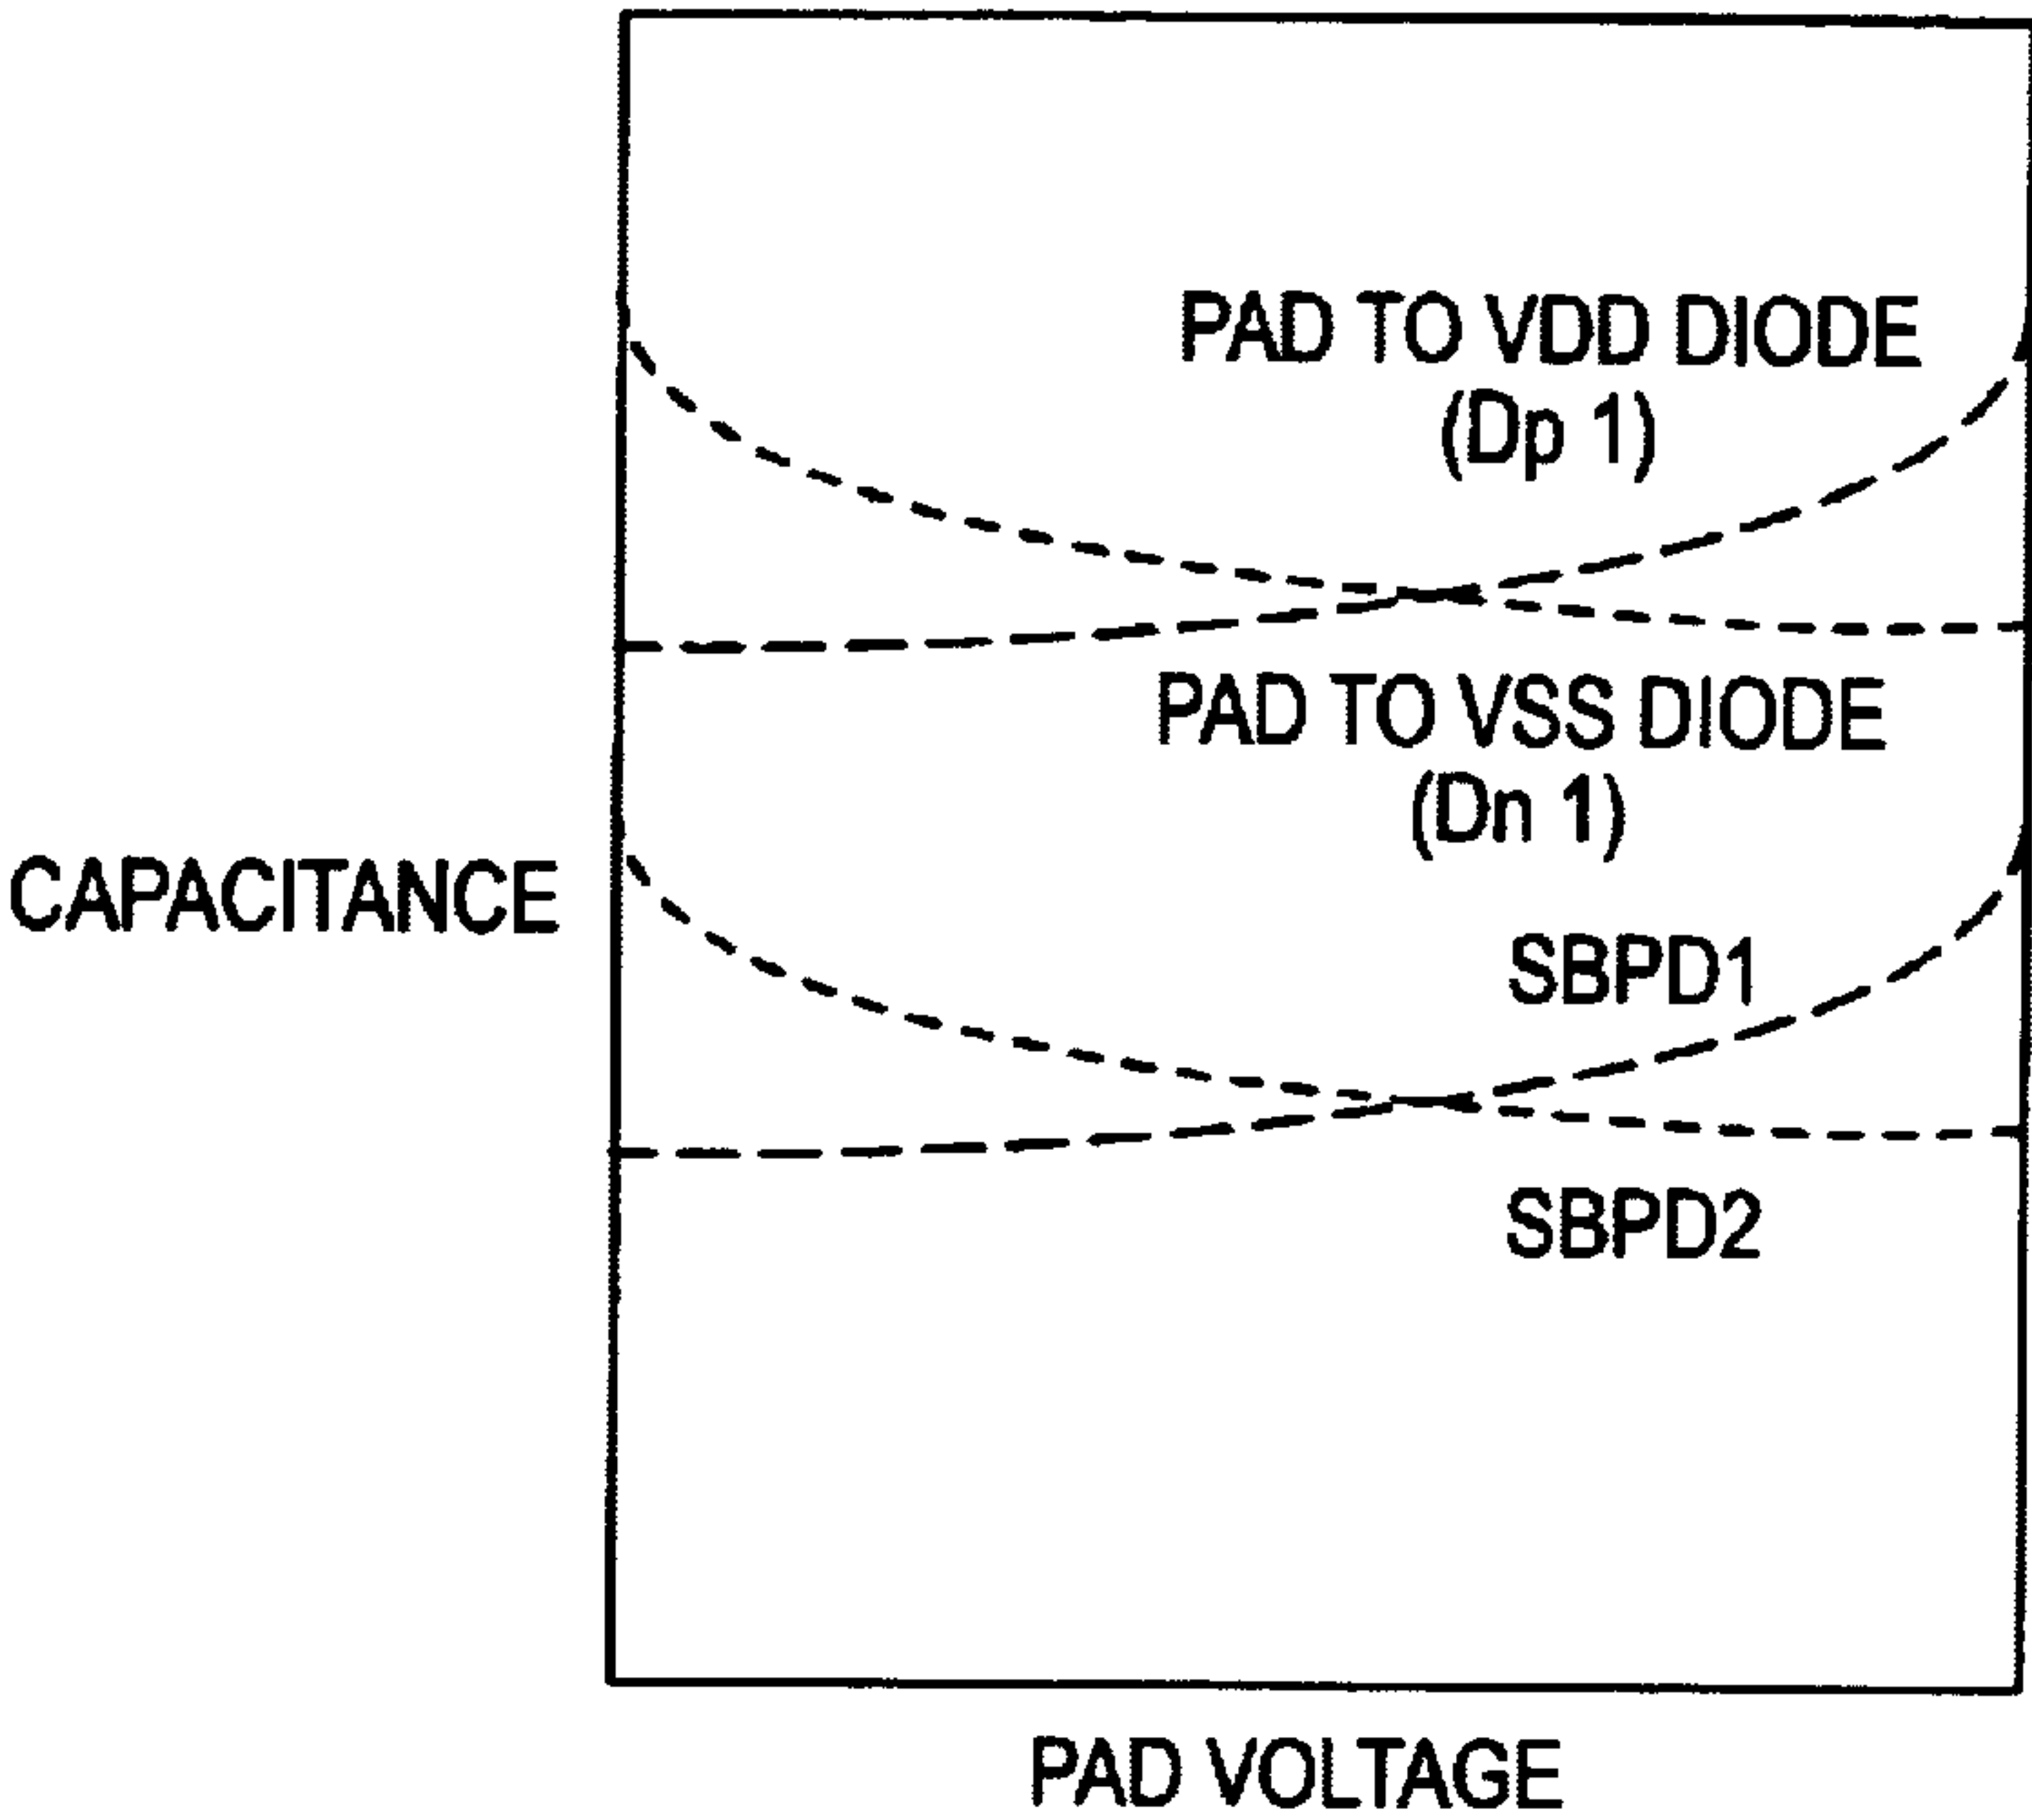 PAD TO VDD DIODE
(Dp 1)
PAD TO VSS DIODE
(Dn 1)
CAPACITANCE
SBPD1
SBPD2
PAD VOLTAGE